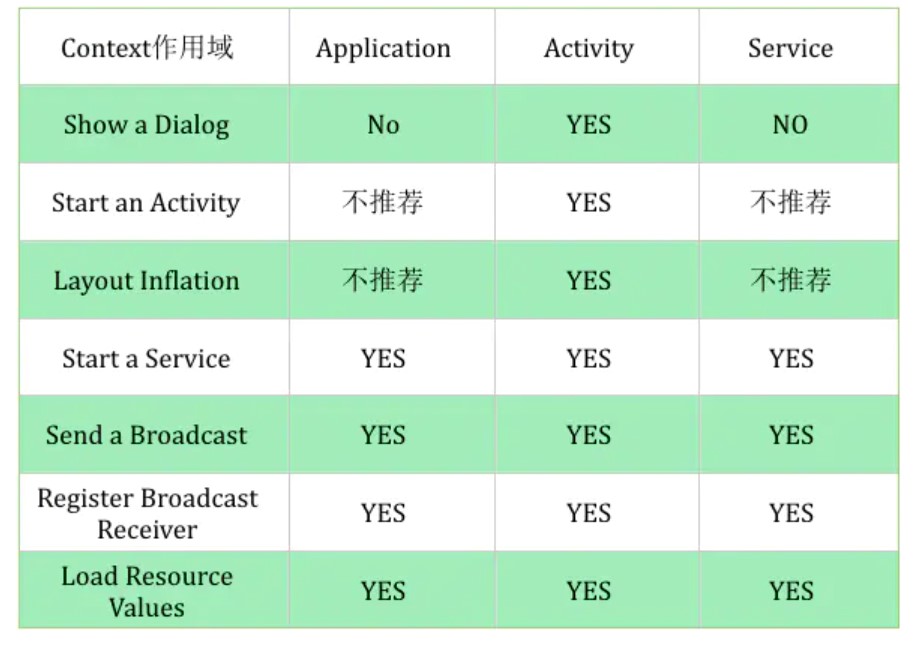 Context作用域 Application Activity Service
Show a Dialog No YES NO
Start an Activity 不推荐 YES 不推荐
Layout Inflation 不推荐 YES 不推荐
Start a Service YES YES YES
Send a Broadcast YES YES YES
Register Broadcast
Receiver YES YES YES
Load Resource
Values YES YES YES